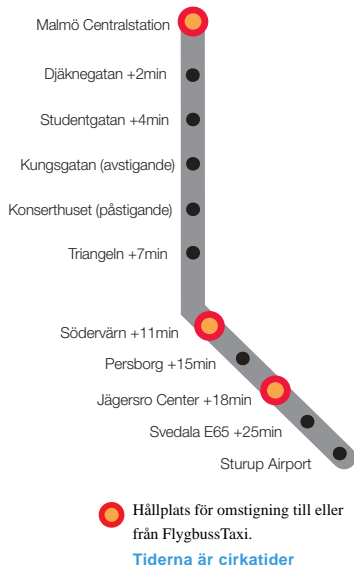 Malmö Centralstation
Djäknegatan +2min
Studentgatan +4min
Kungsgatan (avstigande)
Konserthuset (påstigande)
Triangeln +7min
Södervärn +11min
Persborg +15min
Jägersro Center +18min
Svedala E65 +25min
Sturup Airport
Hållplats för omstigning till eller
från FlygbussTaxi.
Tiderna är cirkatider